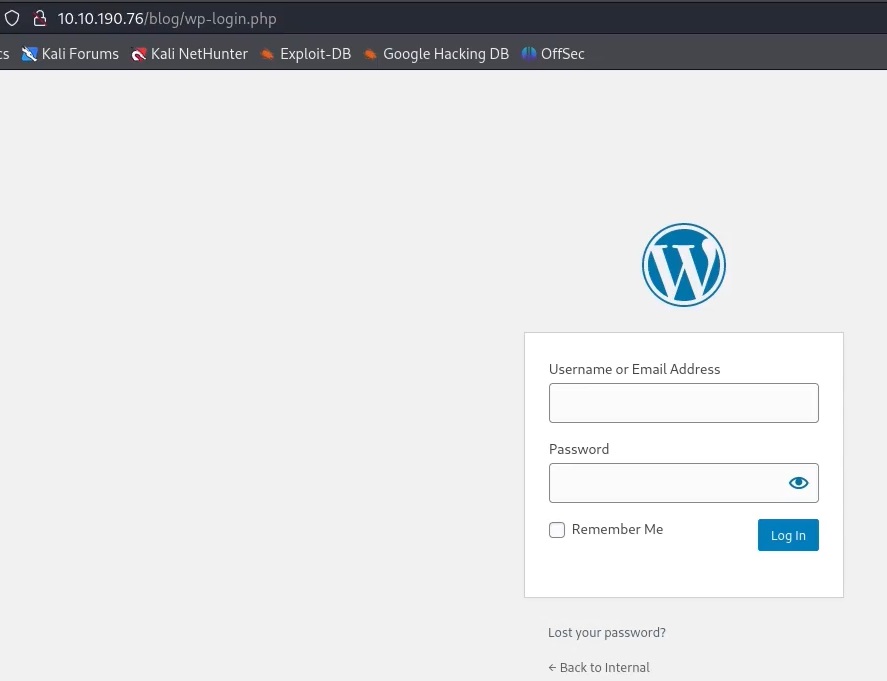 10.10.190.76/blog/wp-login.php
cs Kali Forums Kali NetHunter Exploit-DB Google Hacking DB OffSec
Username or Email Address
Password
Remember Me
Log In
Lost your password?
← Back to Internal